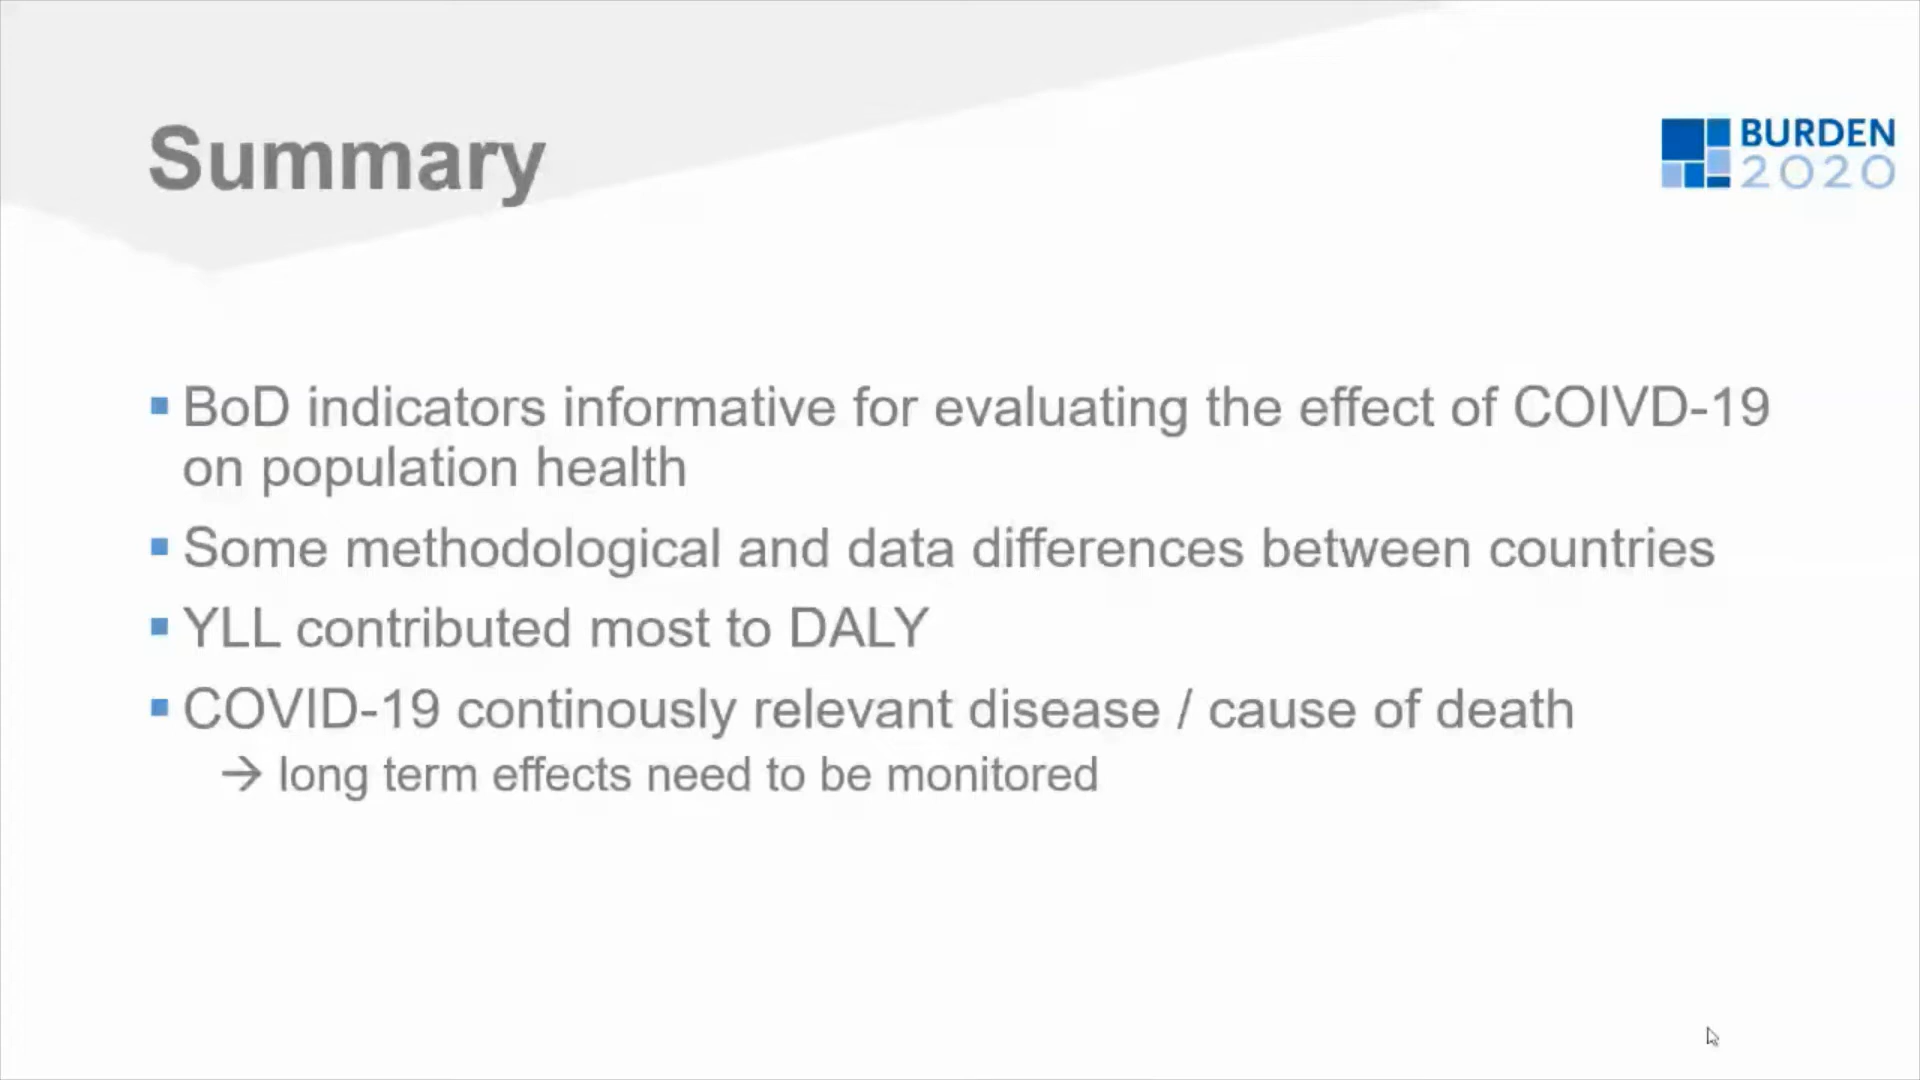 Summary
BURDEN
2020
▪ BoD indicators informative for evaluating the effect of COIVD-19
on population health
▪ Some methodological and data differences between countries
▪ YLL contributed most to DALY
▪ COVID-19 continously relevant disease / cause of death
→ long term effects need to be monitored